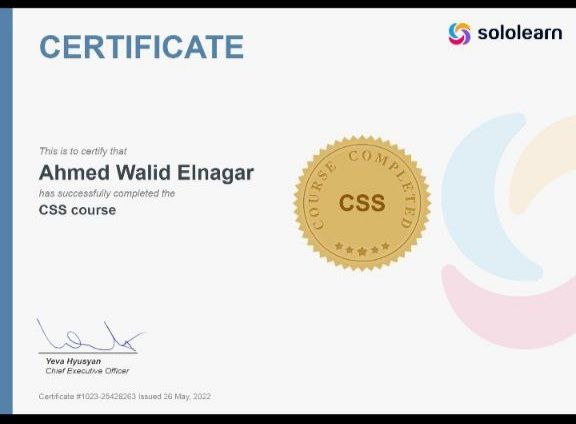 CERTIFICATE
sololearn
This is to certify that
Ahmed Walid Elnagar
has successfully completed the
CSS course
COURSE COMPLETED
CSS
Yeva Hyusyan
Chief Executive Officer
Certificate #1023-25428263 Issued 26 May, 2022